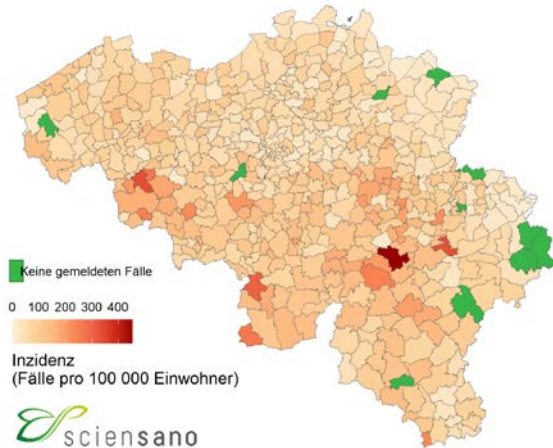 Keine gemeldeten Fälle
0 100 200 300 400
Inzidenz
(Fälle pro 100 000 Einwohner)
sciensano